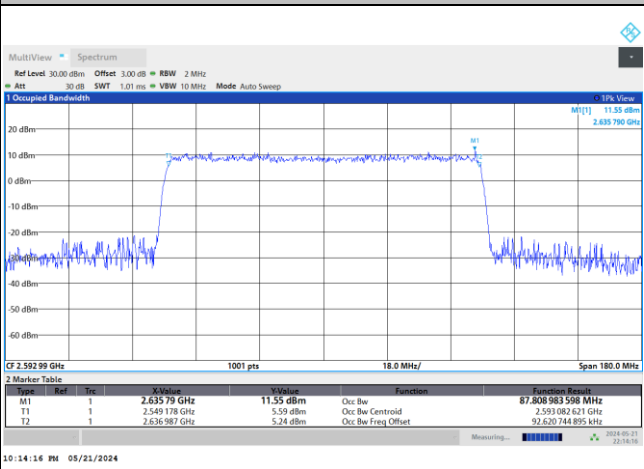 MultiView Spectrum
Ref Level 30.00 dBm Offset 3.00 dB RBW 2 MHz
Att 30 dB SWT 1.01 ms VBW 10 MHz Mode Auto Sweep
1 Occupied Bandwidth 1Pk View
M1[1] 11.55 dBm
2.635 790 GHz
20 dBm
M1
10 dBm
T1 T2
0 dBm
-10 dBm
-20 dBm
-30 dBm
-40 dBm
-50 dBm
-60 dBm
CF 2.592 99 GHz 1001 pts 18.0 MHz/ Span 180.0 MHz
2 Marker Table
Type Ref Trc X-Value Y-Value Function Function Result
M1 1 2.635 79 GHz 11.55 dBm Occ Bw 87.808 983 598 MHz
T1 1 2.549 178 GHz 5.59 dBm Occ Bw Centroid 2.593 082 621 GHz
T2 1 2.636 987 GHz 5.24 dBm Occ Bw Freq Offset 92.620 744 895 kHz
Measuring... 2024-05-21
22:14:16
10:14:16 PM 05/21/2024